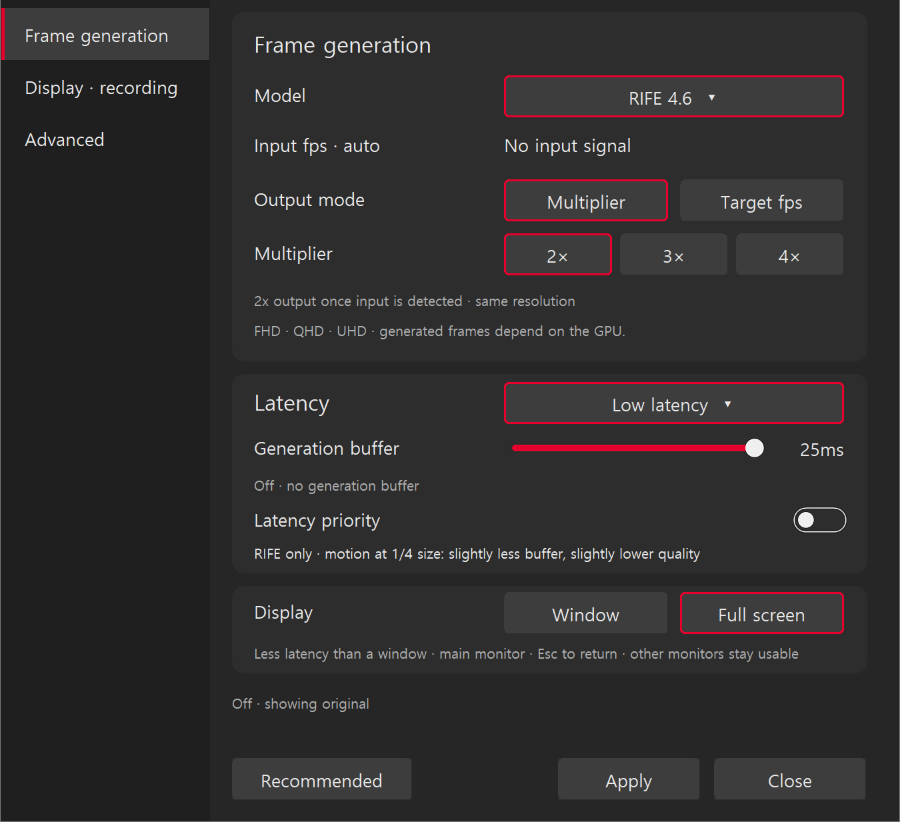 Frame generation
Display · recording
Advanced
Frame generation
Model RIFE 4.6 ▼
Input fps · auto No input signal
Output mode Multiplier Target fps
Multiplier 2× 3× 4×
2x output once input is detected · same resolution
FHD · QHD · UHD · generated frames depend on the GPU.
Latency Low latency ▼
Generation buffer 25ms
Off · no generation buffer
Latency priority
RIFE only · motion at 1/4 size: slightly less buffer, slightly lower quality
Display Window Full screen
Less latency than a window · main monitor · Esc to return · other monitors stay usable
Off · showing original
Recommended Apply Close